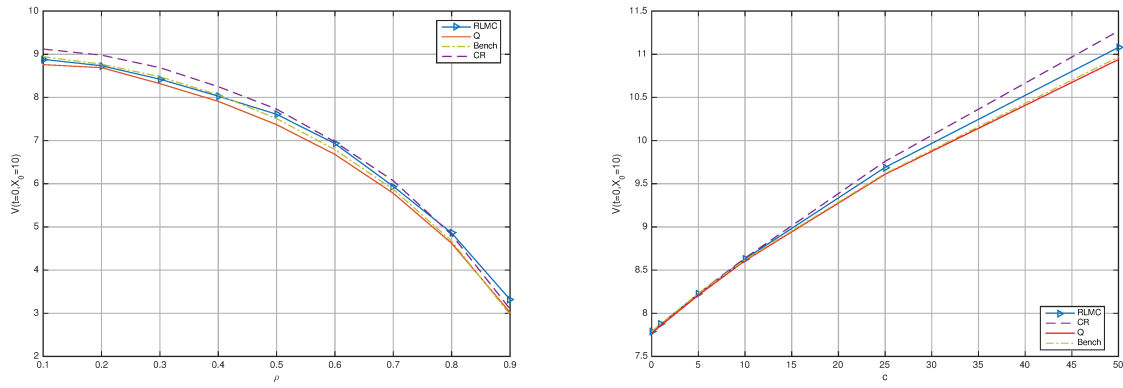 10
9
8
7
6
5
4
3
2
V(t=0,X₀=10)
0.1 0.2 0.3 0.4 0.5 0.6 0.7 0.8 0.9
ρ
RLMC
Q
Bench
CR
11.5
11
10.5
10
9.5
9
8.5
8
7.5
V(t=0,X₀=10)
0 5 10 15 20 25 30 35 40 45 50
c
RLMC
CR
Q
Bench